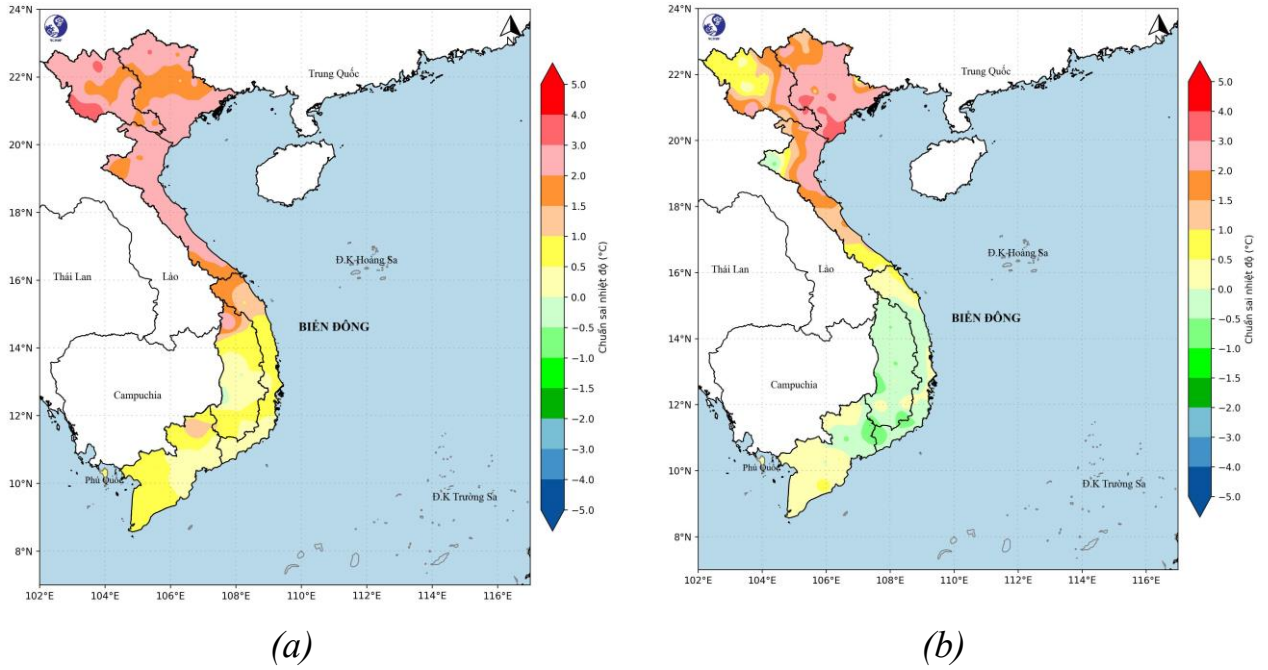 24°N
22°N
20°N
18°N
16°N
14°N
12°N
10°N
8°N
102°E 104°E 106°E 108°E 110°E 112°E 114°E 116°E
N
Trung Quốc
Đ.K Hoàng Sa
Thái Lan
Lào
BIỂN ĐÔNG
Campuchia
Phú Quốc
Đ.K Trường Sa
5.0
4.0
3.0
2.0
1.5
1.0
0.5
0.0
−0.5
−1.0
−1.5
−2.0
−3.0
−4.0
−5.0
Chuẩn sai nhiệt độ (°C)
(a)
24°N
22°N
20°N
18°N
16°N
14°N
12°N
10°N
8°N
102°E 104°E 106°E 108°E 110°E 112°E 114°E 116°E
N
Trung Quốc
Đ.K Hoàng Sa
Thái Lan
Lào
BIỂN ĐÔNG
Campuchia
Phú Quốc
Đ.K Trường Sa
5.0
4.0
3.0
2.0
1.5
1.0
0.5
0.0
−0.5
−1.0
−1.5
−2.0
−3.0
−4.0
−5.0
Chuẩn sai nhiệt độ (°C)
(b)